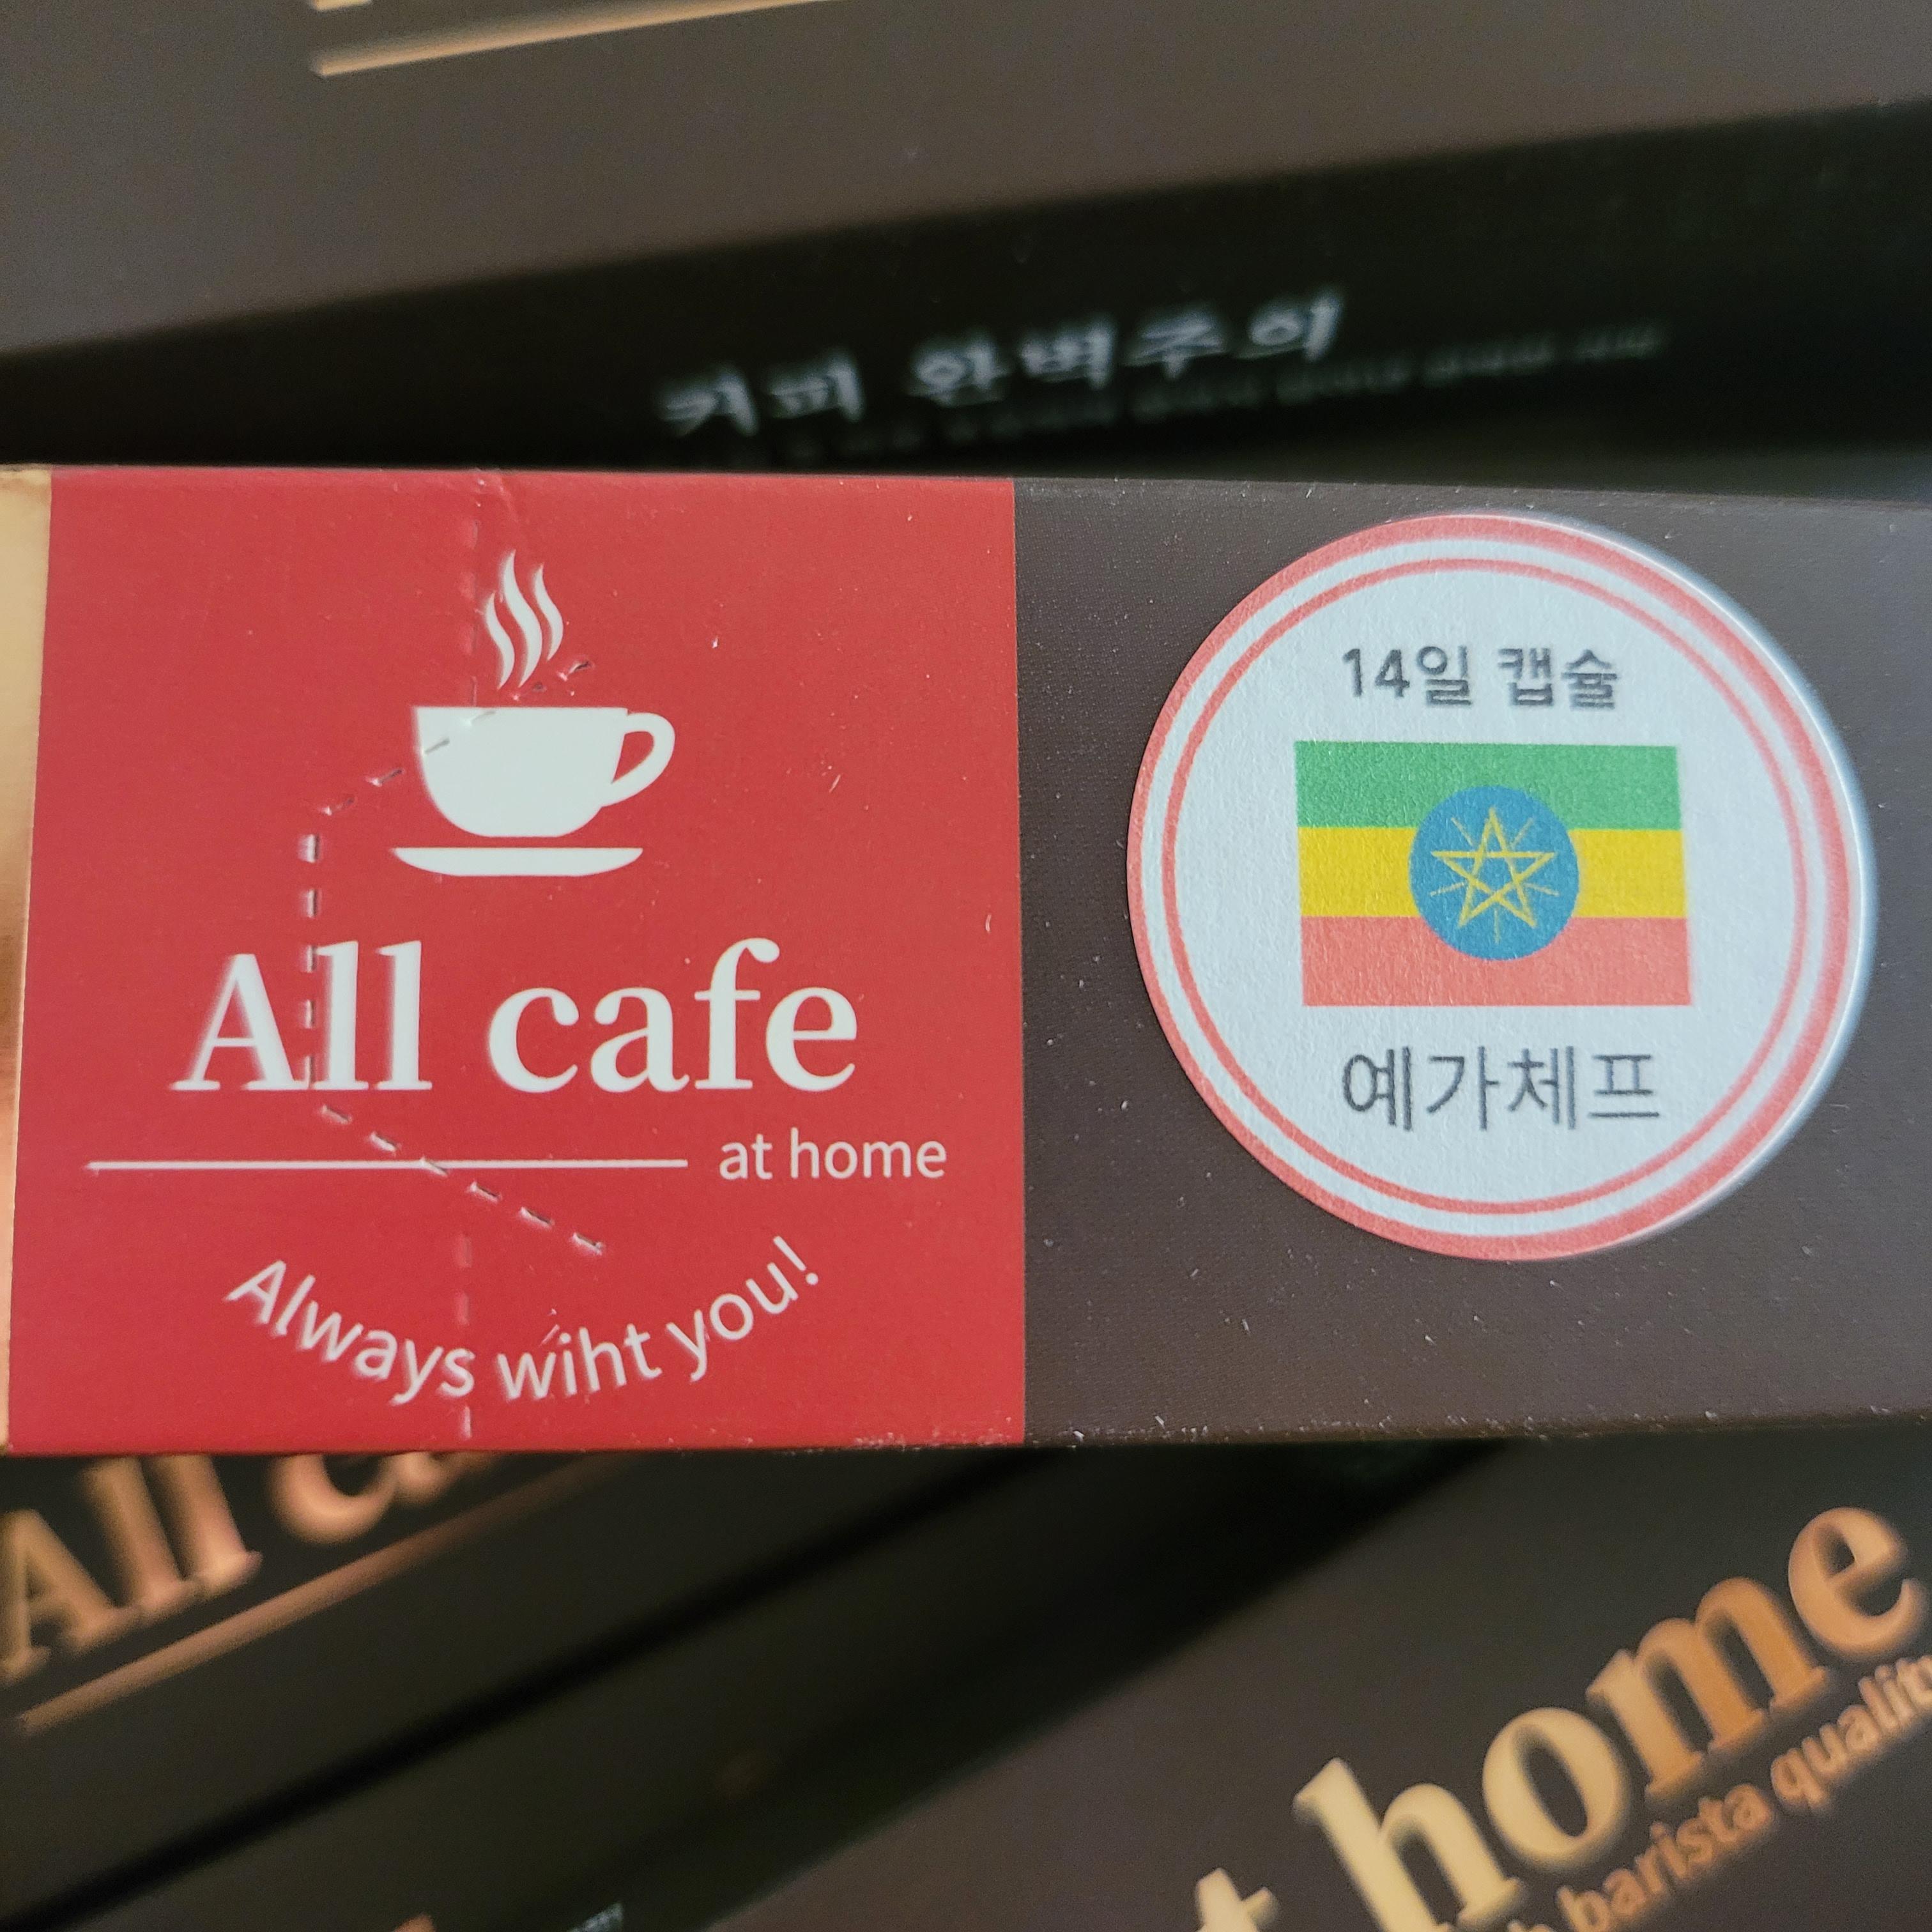 커피 완벽주의
All cafe
at home
Always wiht you!
14일 캡슐
예가체프
All ca
t home
barista quality